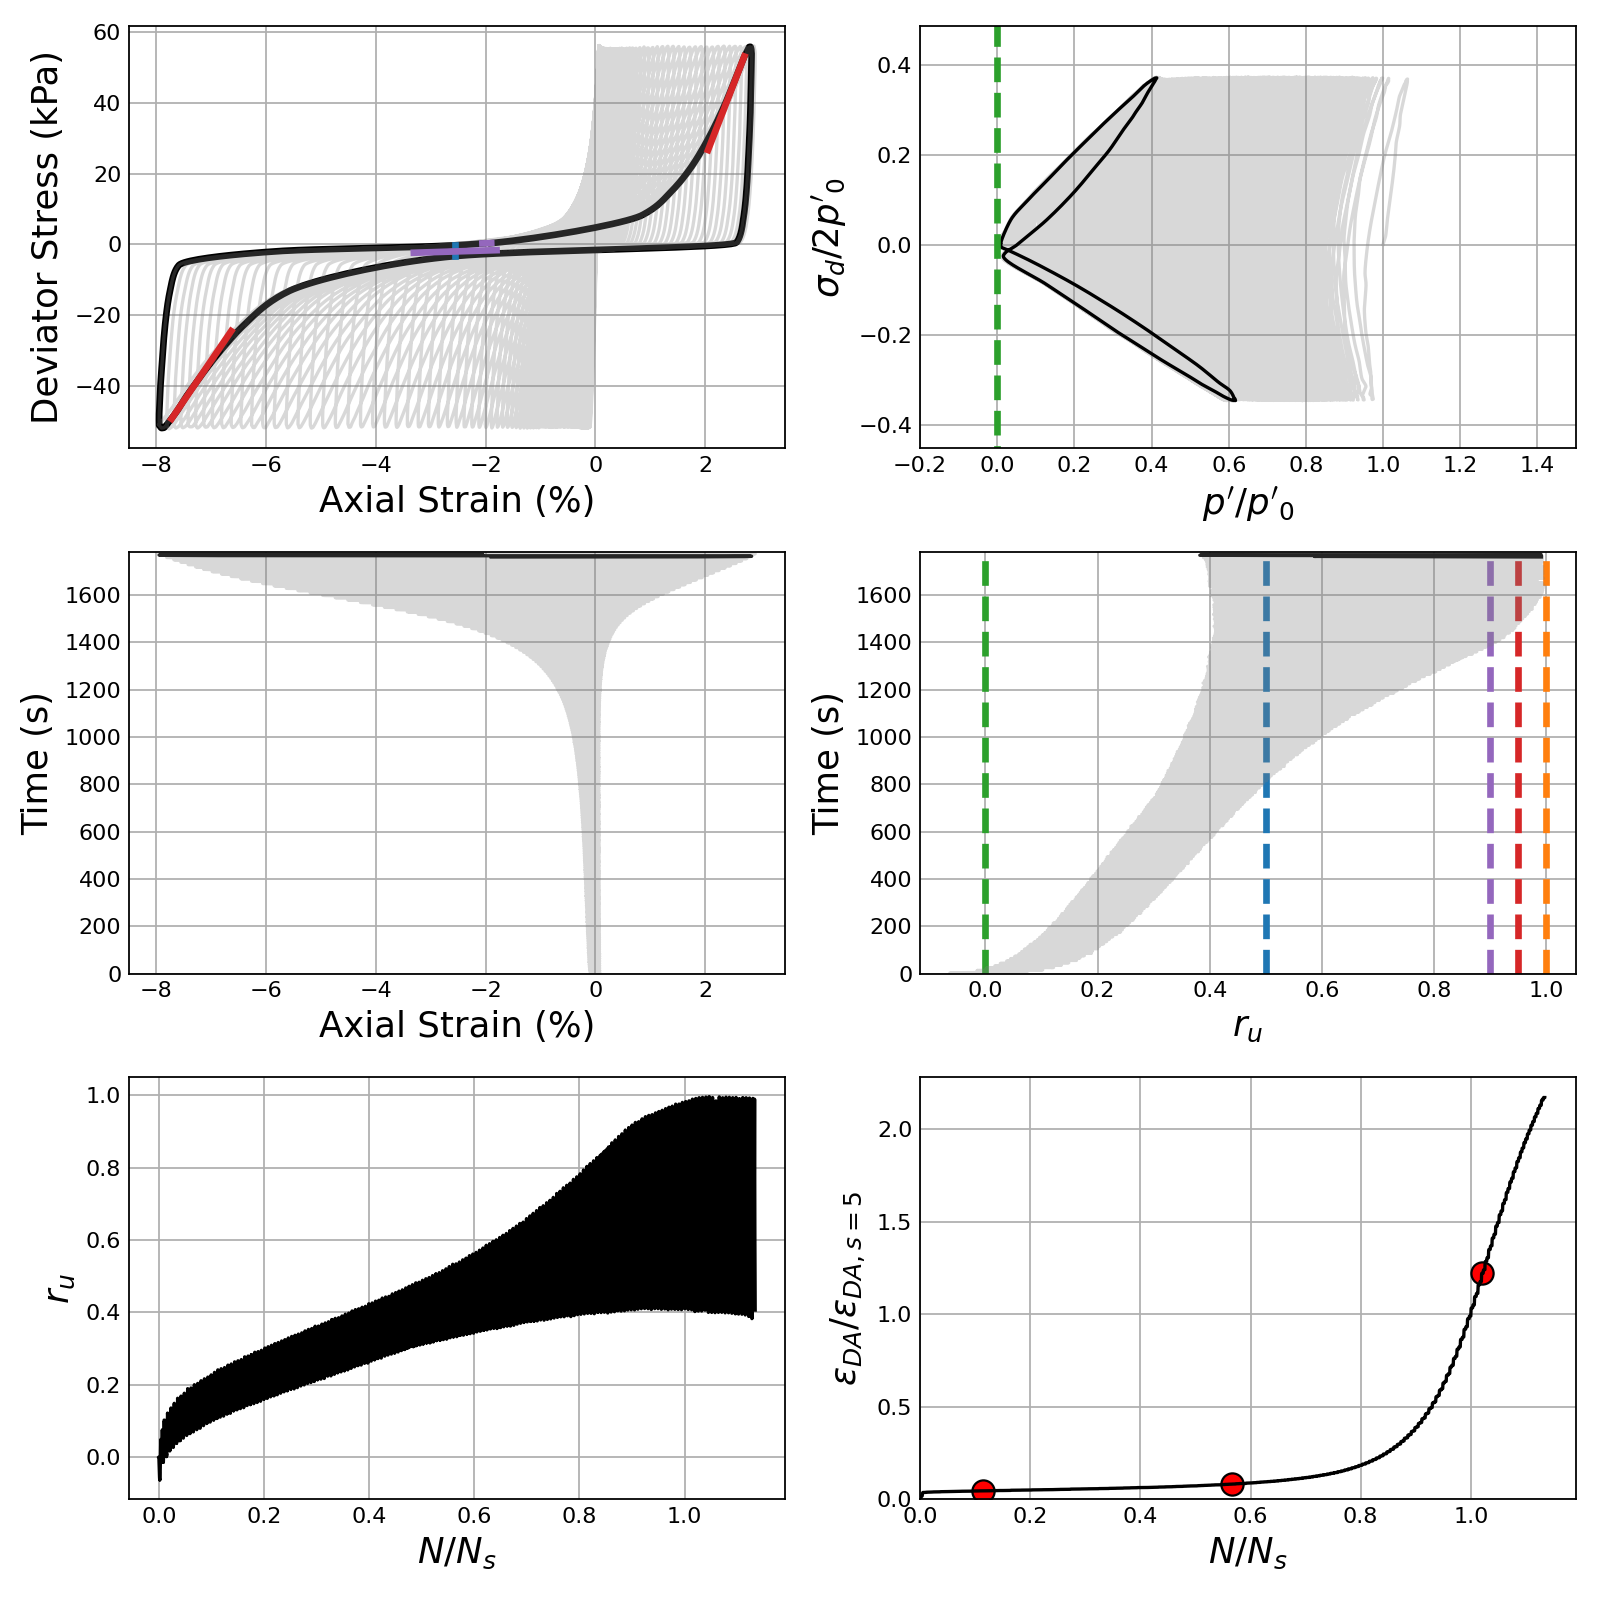 60
40
20
0
−20
−40
−8 −6 −4 −2 0 2
Deviator Stress (kPa)
Axial Strain (%)
0.4
0.2
0.0
−0.2
−0.4
−0.2 0.0 0.2 0.4 0.6 0.8 1.0 1.2 1.4
σd/2p′0
p′/p′0
1600
1400
1200
1000
800
600
400
200
0
−8 −6 −4 −2 0 2
Time (s)
Axial Strain (%)
1600
1400
1200
1000
800
600
400
200
0
0.0 0.2 0.4 0.6 0.8 1.0
Time (s)
ru
1.0
0.8
0.6
0.4
0.2
0.0
0.0 0.2 0.4 0.6 0.8 1.0
ru
N/Ns
2.0
1.5
1.0
0.5
0.0
0.0 0.2 0.4 0.6 0.8 1.0
εDA/εDA, s = 5
N/Ns